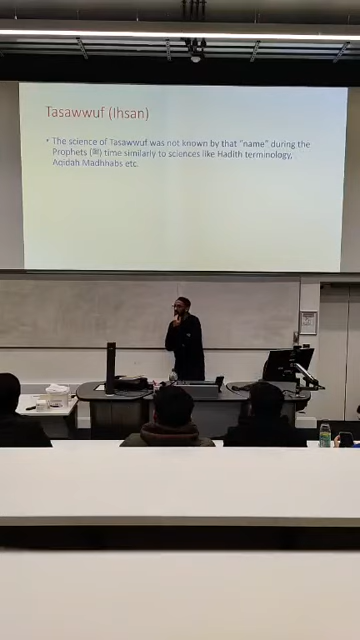 Tasawwuf (Ihsan)
• The science of Tasawwuf was not known by that "name" during the
Prophets (ﷺ) time similarly to sciences like Hadith terminology,
Aqidah Madhhabs etc.